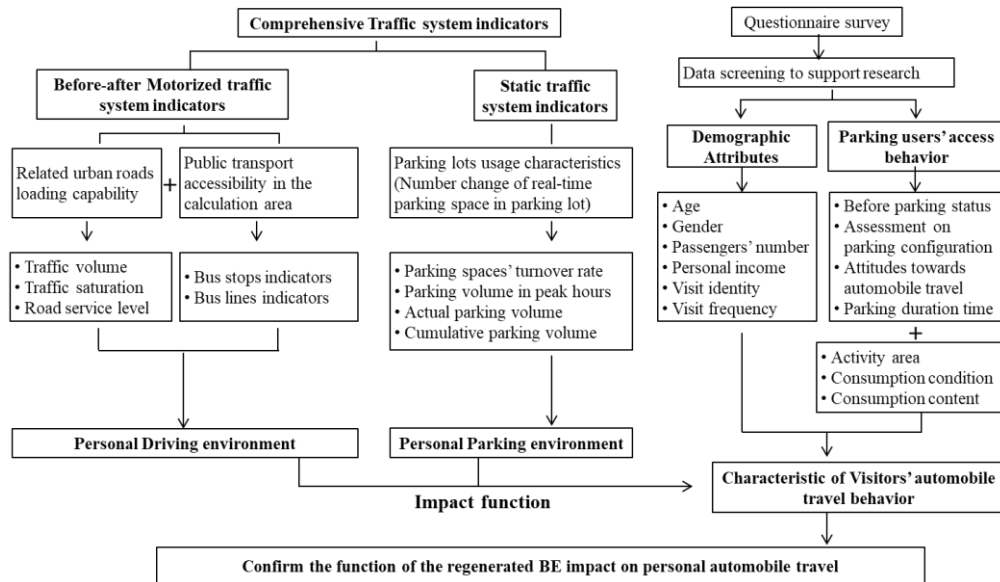 Comprehensive Traffic system indicators
Before-after Motorized traffic
system indicators
Static traffic
system indicators
Related urban roads
loading capability
+
Public transport
accessibility in the
calculation area
Parking lots usage characteristics
(Number change of real-time
parking space in parking lot)
• Traffic volume
• Traffic saturation
• Road service level
• Bus stops indicators
• Bus lines indicators
• Parking spaces' turnover rate
• Parking volume in peak hours
• Actual parking volume
• Cumulative parking volume
Personal Driving environment
Personal Parking environment
Questionnaire survey
Data screening to support research
Demographic
Attributes
Parking users' access
behavior
• Age
• Gender
• Passengers' number
• Personal income
• Visit identity
• Visit frequency
• Before parking status
• Assessment on
parking configuration
• Attitudes towards
automobile travel
• Parking duration time
+
• Activity area
• Consumption condition
• Consumption content
Impact function
Characteristic of Visitors' automobile
travel behavior
Confirm the function of the regenerated BE impact on personal automobile travel